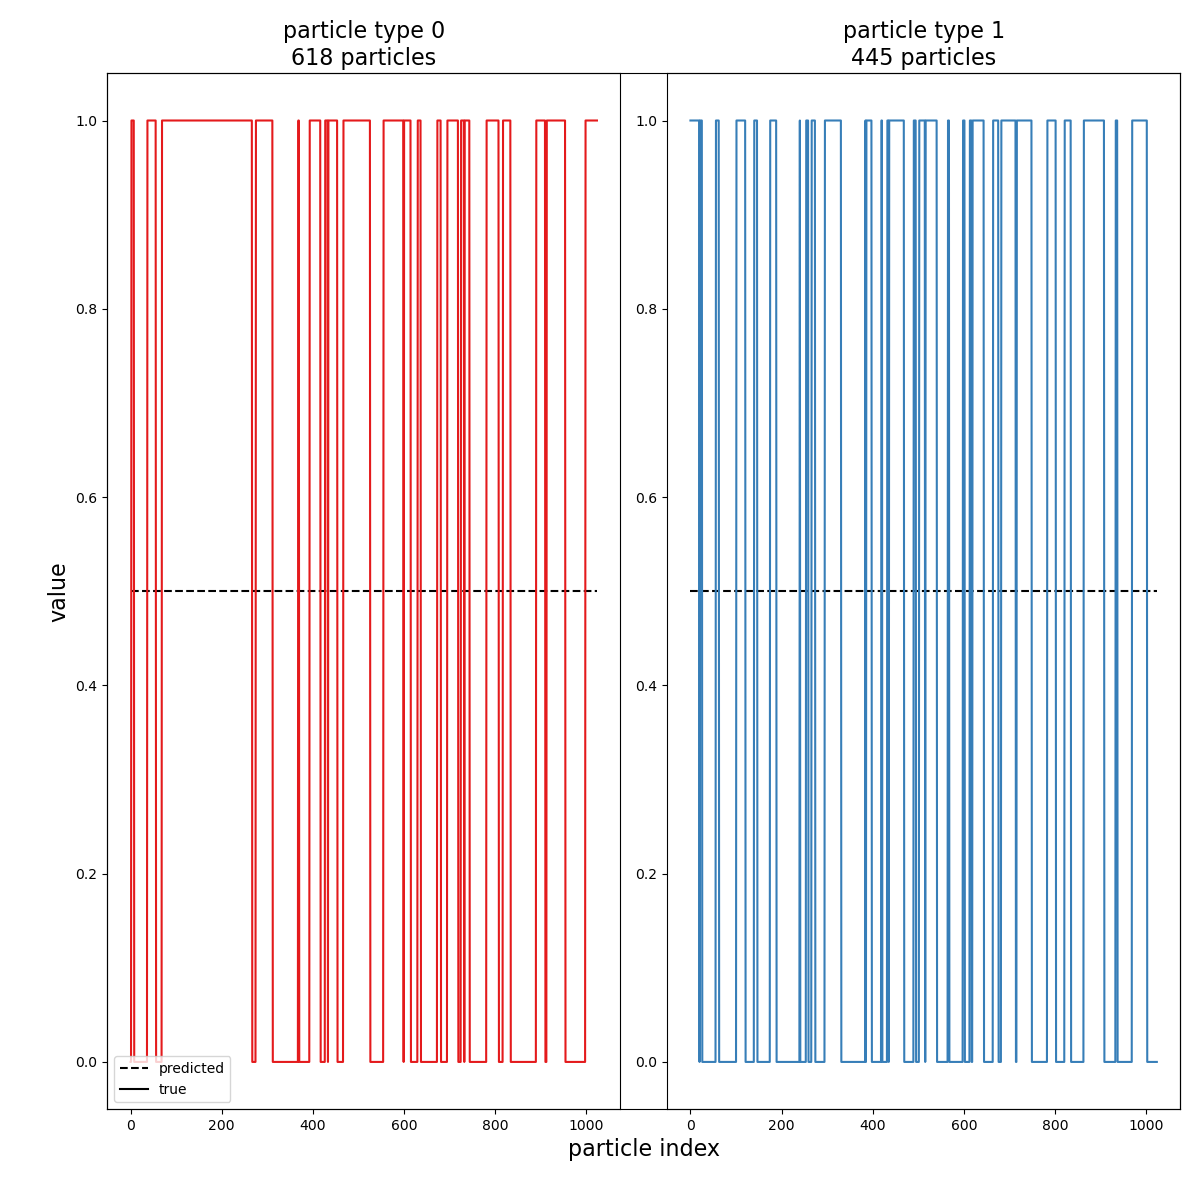 particle type 0
618 particles
particle type 1
445 particles
1.0
0.8
0.6
0.4
0.2
0.0
1.0
0.8
0.6
0.4
0.2
0.0
value
predicted
true
0 200 400 600 800 1000
0 200 400 600 800 1000
particle index